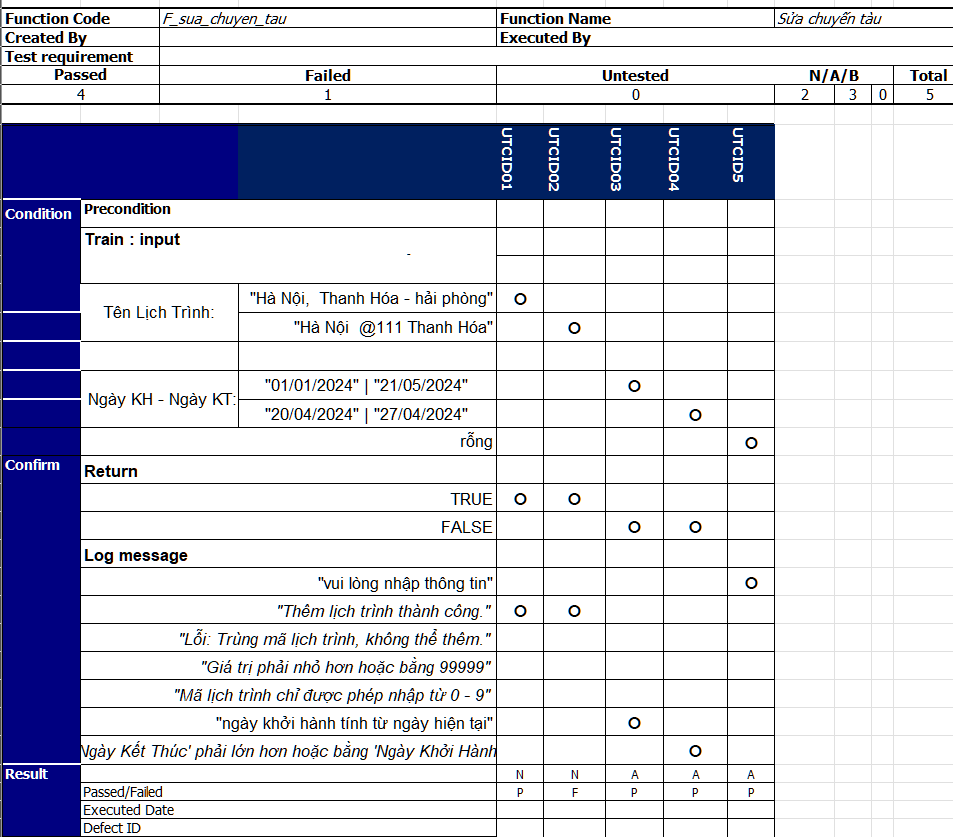 Function Code F_sua_chuyen_tau Function Name Sửa chuyến tàu
Created By Executed By
Test requirement
Passed Failed Untested N/A/B Total
4 1 0 2 3 0 5
UTCID01 UTCID02 UTCID03 UTCID04 UTCID5
Condition Precondition
Train : input
-
Tên Lịch Trình: "Hà Nội, Thanh Hóa - hải phòng" O
"Hà Nội @111 Thanh Hóa" O
Ngày KH - Ngày KT: "01/01/2024" | "21/05/2024" O
"20/04/2024" | "27/04/2024" O
rỗng O
Confirm Return
TRUE O O
FALSE O O
Log message
"vui lòng nhập thông tin" O
"Thêm lịch trình thành công." O O
"Lỗi: Trùng mã lịch trình, không thể thêm."
"Giá trị phải nhỏ hơn hoặc bằng 99999"
"Mã lịch trình chỉ được phép nhập từ 0 - 9"
"ngày khởi hành tính từ ngày hiện tại" O
Ngày Kết Thúc' phải lớn hơn hoặc bằng 'Ngày Khởi Hành O
Result N N A A A
Passed/Failed P F P P P
Executed Date
Defect ID